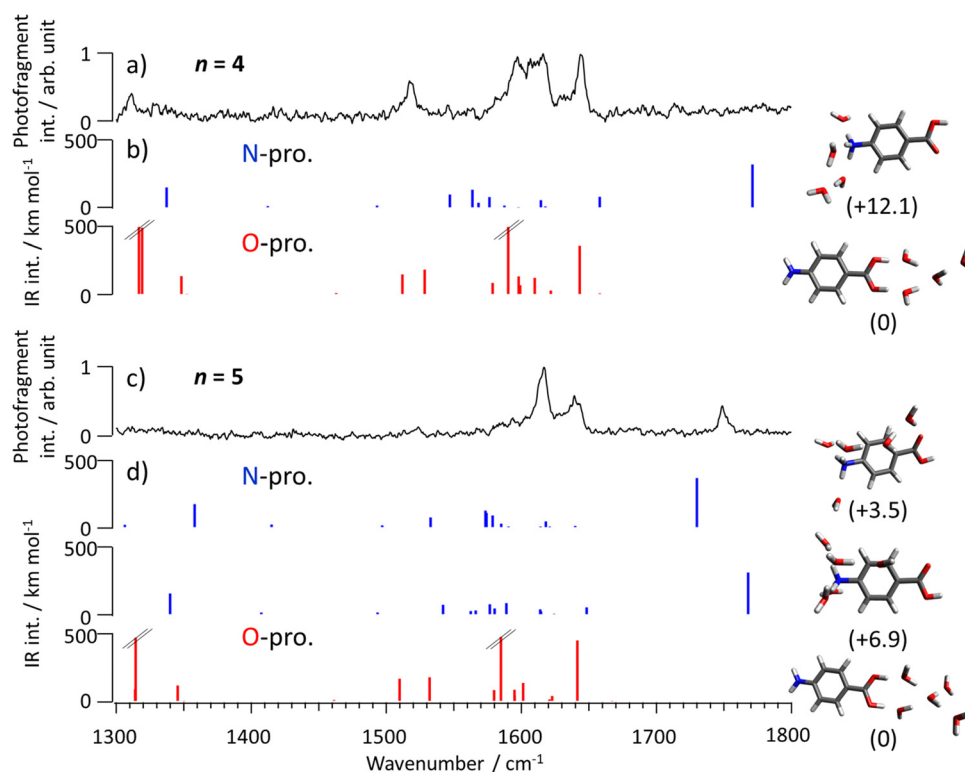 Photofragment
int. / arb. unit
1
0
a)
n = 4
500
0
b)
N-pro.
(+12.1)
IR int. / km mol-1
500
0
O-pro.
(0)
Photofragment
int. / arb. unit
1
0
c)
n = 5
500
0
d)
N-pro.
(+3.5)
IR int. / km mol-1
500
0
(+6.9)
500
0
O-pro.
(0)
1300 1400 1500 1600 1700 1800
Wavenumber / cm-1